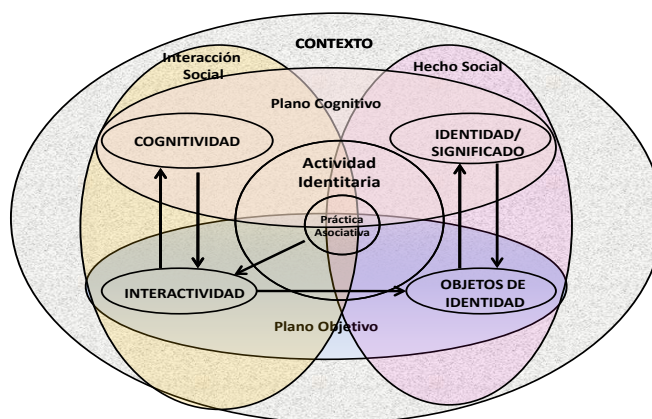 CONTEXTO
Interacción
Social
Hecho Social
Plano Cognitivo
COGNITIVIDAD
IDENTIDAD/
SIGNIFICADO
Actividad
Identitaria
Práctica
Asociativa
INTERACTIVIDAD
OBJETOS DE
IDENTIDAD
Plano Objetivo